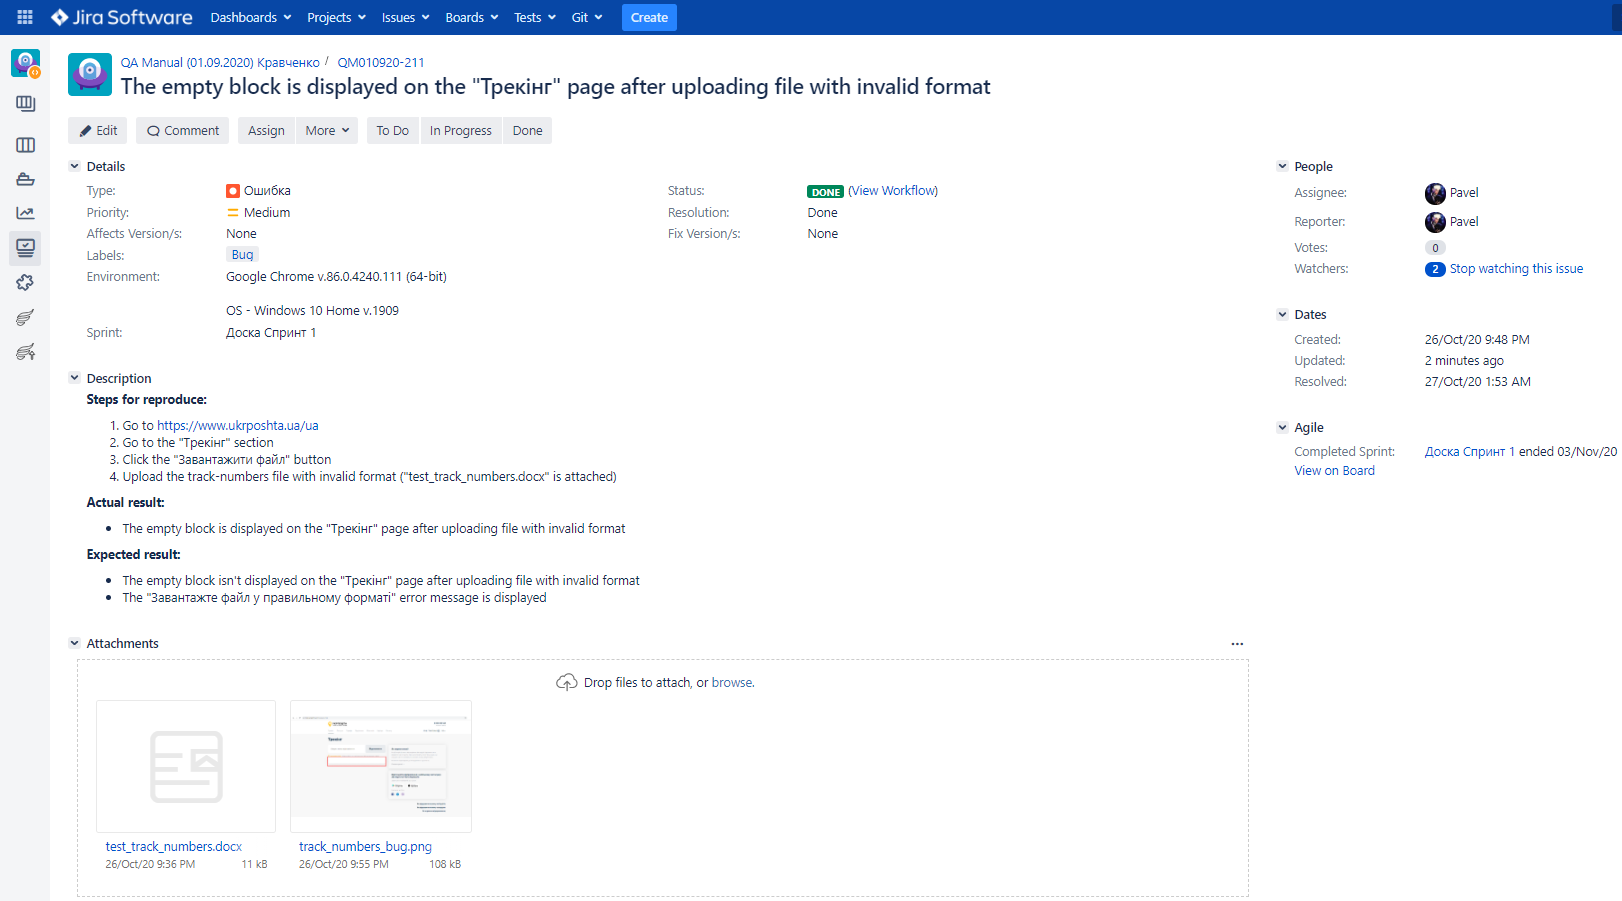 Jira Software Dashboards Projects Issues Boards Tests Git Create
QA Manual (01.09.2020) Кравченко / QM010920-211
The empty block is displayed on the "Трекінг" page after uploading file with invalid format
Edit Comment Assign More To Do In Progress Done
Details
Type: Ошибка
Priority: Medium
Affects Version/s: None
Labels: Bug
Environment: Google Chrome v.86.0.4240.111 (64-bit)
OS - Windows 10 Home v.1909
Sprint: Доска Спринт 1
Status: DONE (View Workflow)
Resolution: Done
Fix Version/s: None
Description
Steps for reproduce:
1. Go to https://www.ukrposhta.ua/ua
2. Go to the "Трекінг" section
3. Click the "Завантажити файл" button
4. Upload the track-numbers file with invalid format ("test_track_numbers.docx" is attached)
Actual result:
• The empty block is displayed on the "Трекінг" page after uploading file with invalid format
Expected result:
• The empty block isn't displayed on the "Трекінг" page after uploading file with invalid format
• The "Завантажте файл у правильному форматі" error message is displayed
Attachments
Drop files to attach, or browse.
Трекінг
test_track_numbers.docx
26/Oct/20 9:36 PM 11 kB
track_numbers_bug.png
26/Oct/20 9:55 PM 108 kB
People
Assignee: Pavel
Reporter: Pavel
Votes: 0
Watchers: 2 Stop watching this issue
Dates
Created: 26/Oct/20 9:48 PM
Updated: 2 minutes ago
Resolved: 27/Oct/20 1:53 AM
Agile
Completed Sprint: Доска Спринт 1 ended 03/Nov/20
View on Board